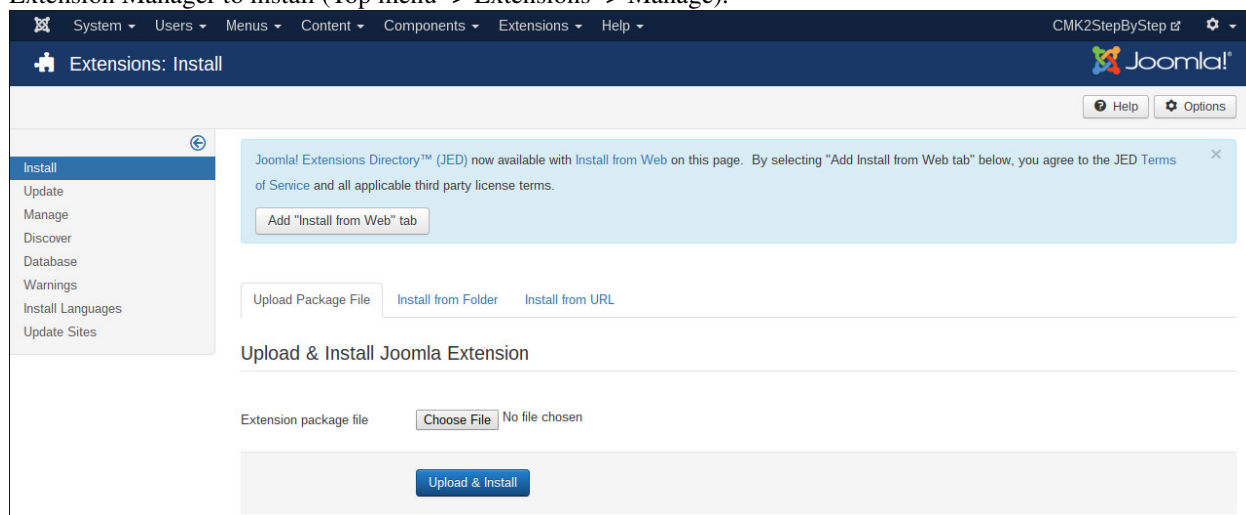 Extension Manager to install (Top menu -> Extensions -> Manage).
System Users Menus Content Components Extensions Help CMK2StepByStep
Extensions: Install Joomla!®
Help Options
Install
Update
Manage
Discover
Database
Warnings
Install Languages
Update Sites
Joomla! Extensions Directory™ (JED) now available with Install from Web on this page. By selecting "Add Install from Web tab" below, you agree to the JED Terms
of Service and all applicable third party license terms.
×
Add "Install from Web" tab
Upload Package File Install from Folder Install from URL
Upload & Install Joomla Extension
Extension package file Choose File No file chosen
Upload & Install